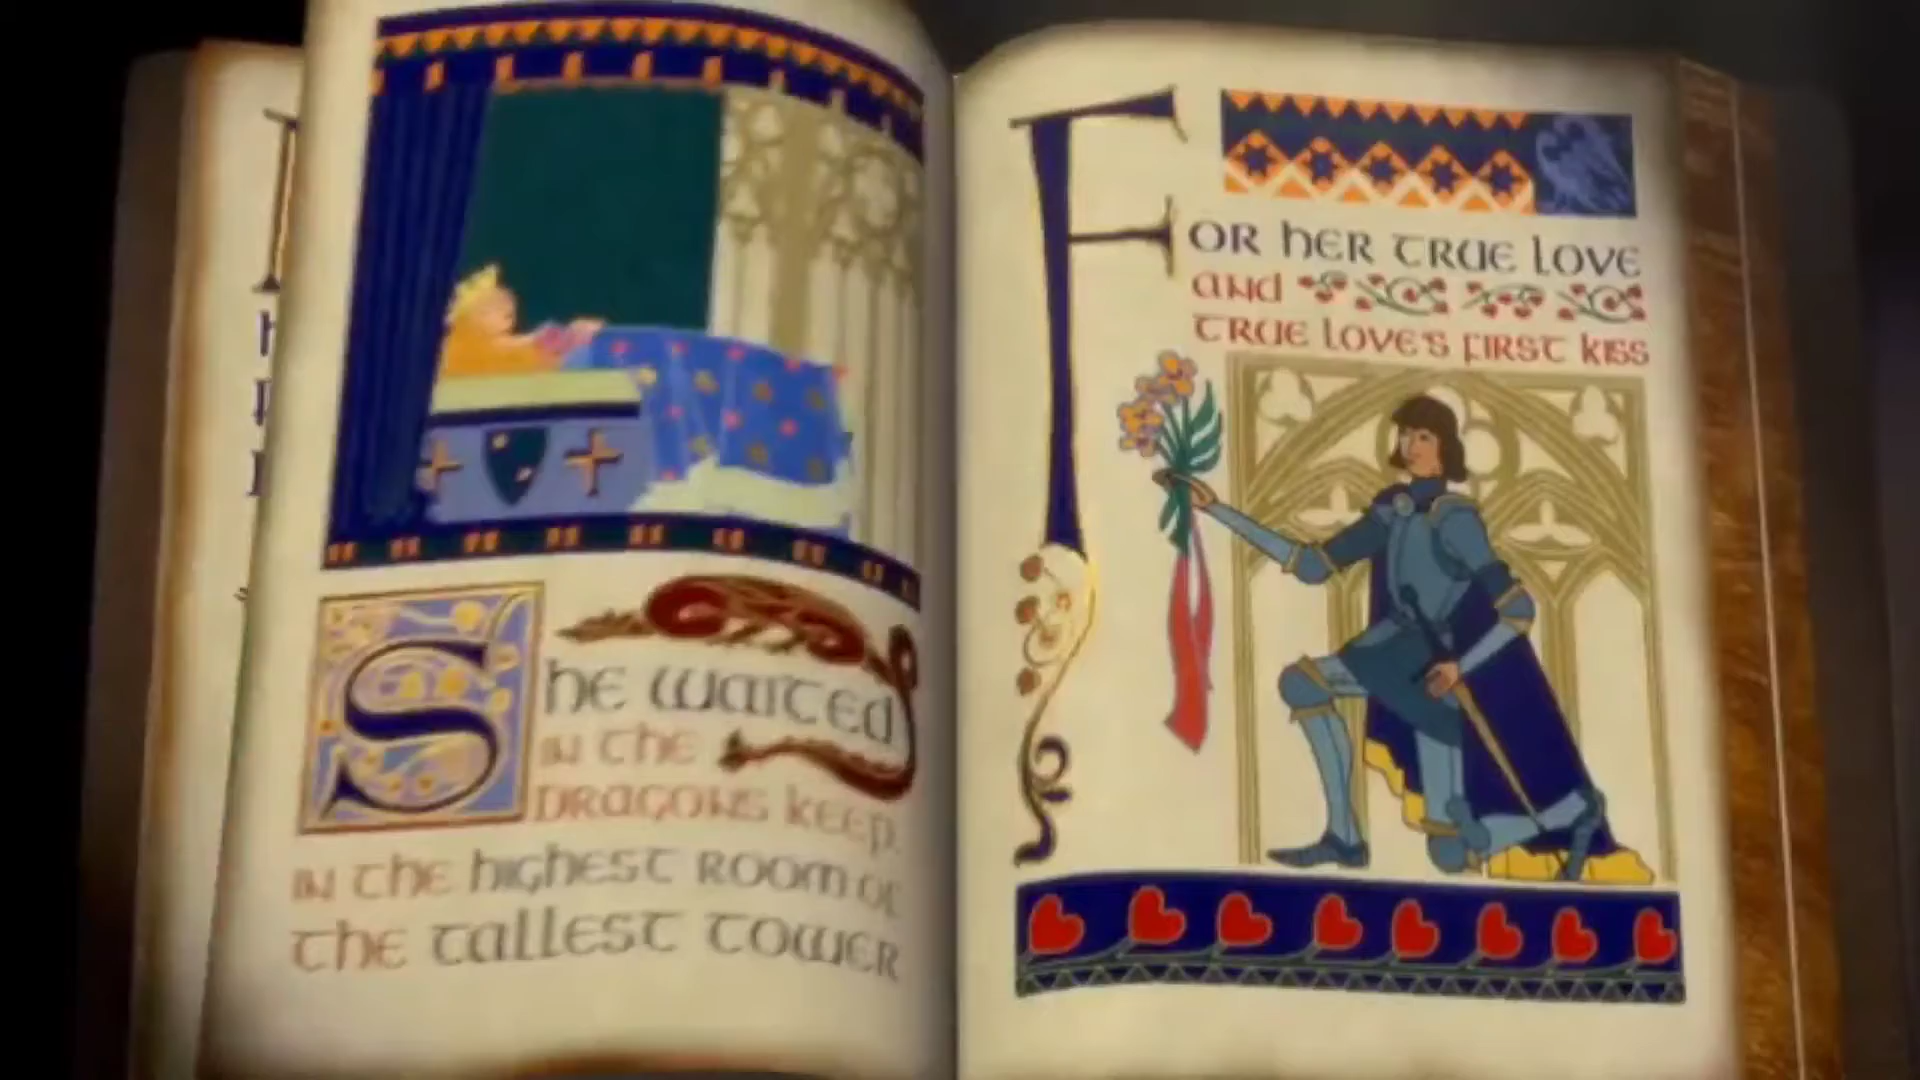 She waited
in the
dragons keep.
in the highest room of
the tallest tower
For her true love
and
true love's first kiss